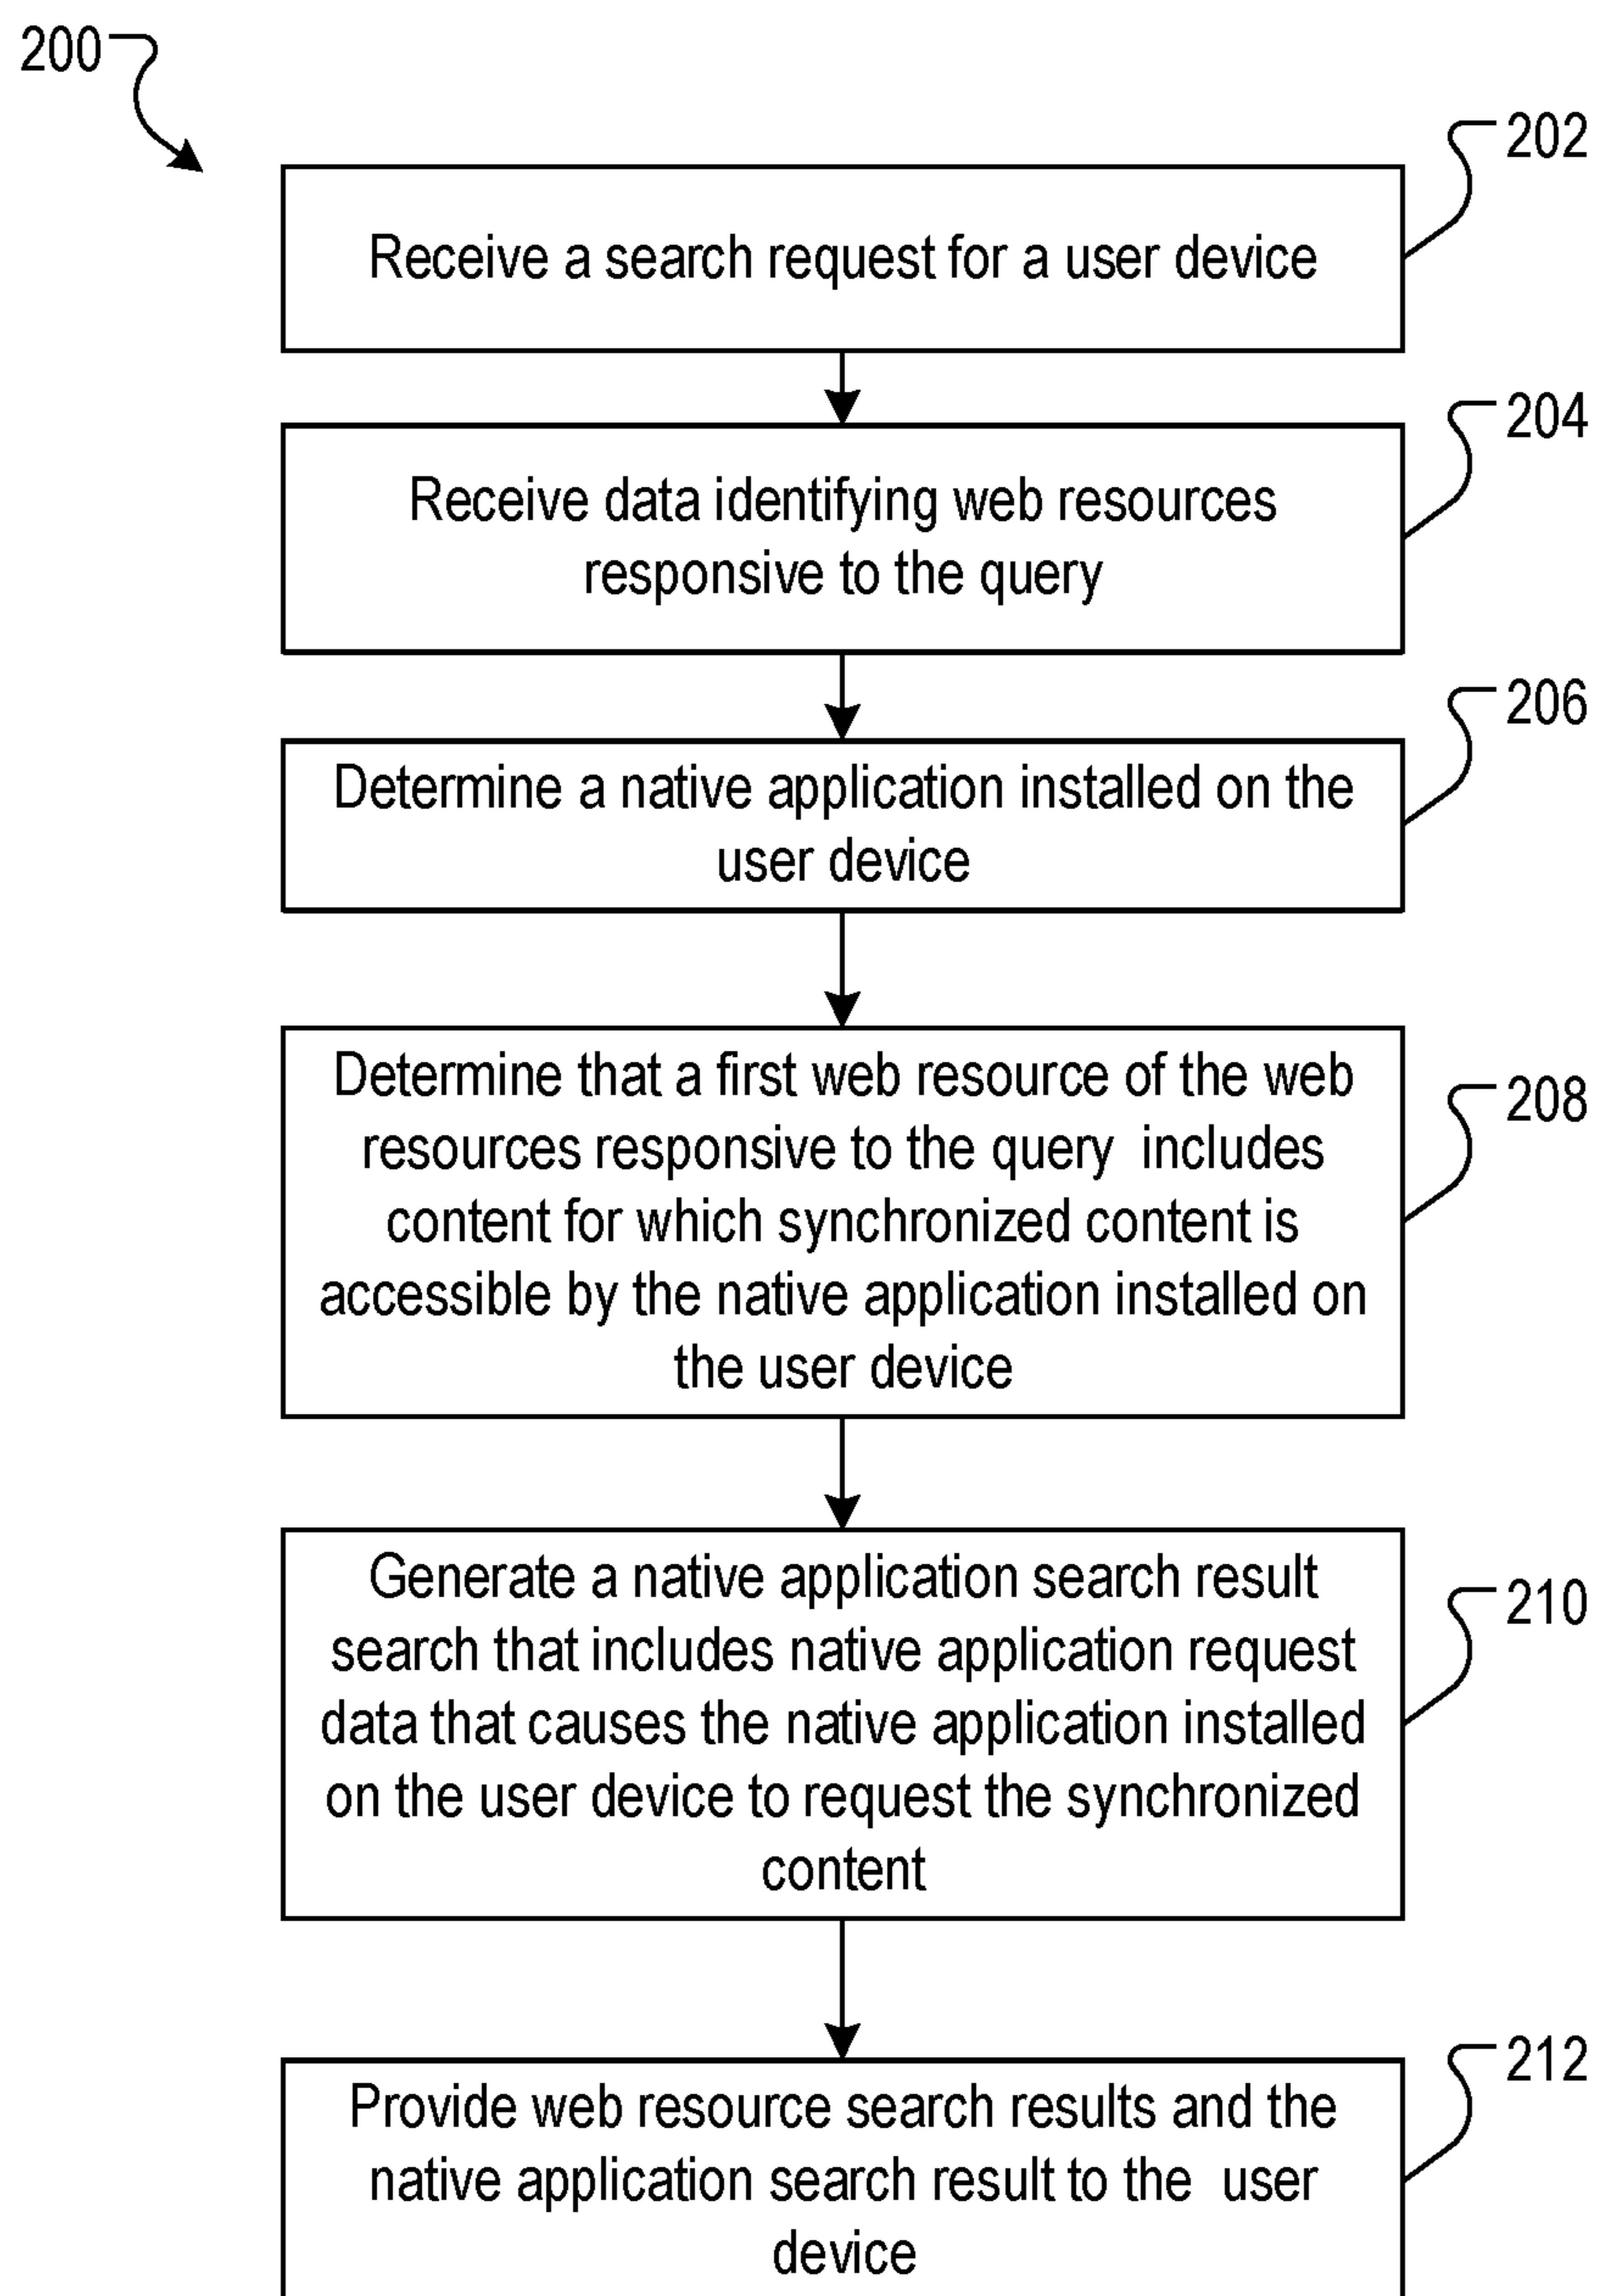 200
202
Receive a search request for a user device
204
Receive data identifying web resources
responsive to the query
206
Determine a native application installed on the
user device
208
Determine that a first web resource of the web
resources responsive to the query  includes
content for which synchronized content is
accessible by the native application installed on
the user device
210
Generate a native application search result
search that includes native application request
data that causes the native application installed
on the user device to request the synchronized
content
212
Provide web resource search results and the
native application search result to the  user
device